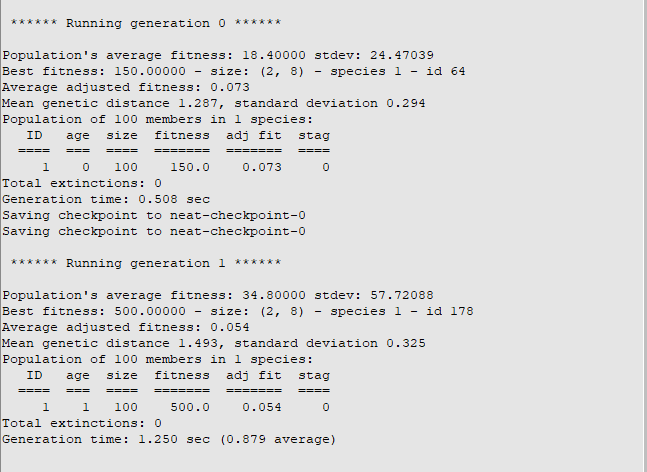 ****** Running generation 0 ******
Population's average fitness: 18.40000 stdev: 24.47039
Best fitness: 150.00000 - size: (2, 8) - species 1 - id 64
Average adjusted fitness: 0.073
Mean genetic distance 1.287, standard deviation 0.294
Population of 100 members in 1 species:
   ID   age  size  fitness  adj fit  stag
  ====  ===  ====  =======  =======  ====
     1    0   100    150.0    0.073     0
Total extinctions: 0
Generation time: 0.508 sec
Saving checkpoint to neat-checkpoint-0
Saving checkpoint to neat-checkpoint-0
****** Running generation 1 ******
Population's average fitness: 34.80000 stdev: 57.72088
Best fitness: 500.00000 - size: (2, 8) - species 1 - id 178
Average adjusted fitness: 0.054
Mean genetic distance 1.493, standard deviation 0.325
Population of 100 members in 1 species:
   ID   age  size  fitness  adj fit  stag
  ====  ===  ====  =======  =======  ====
     1    1   100    500.0    0.054     0
Total extinctions: 0
Generation time: 1.250 sec (0.879 average)